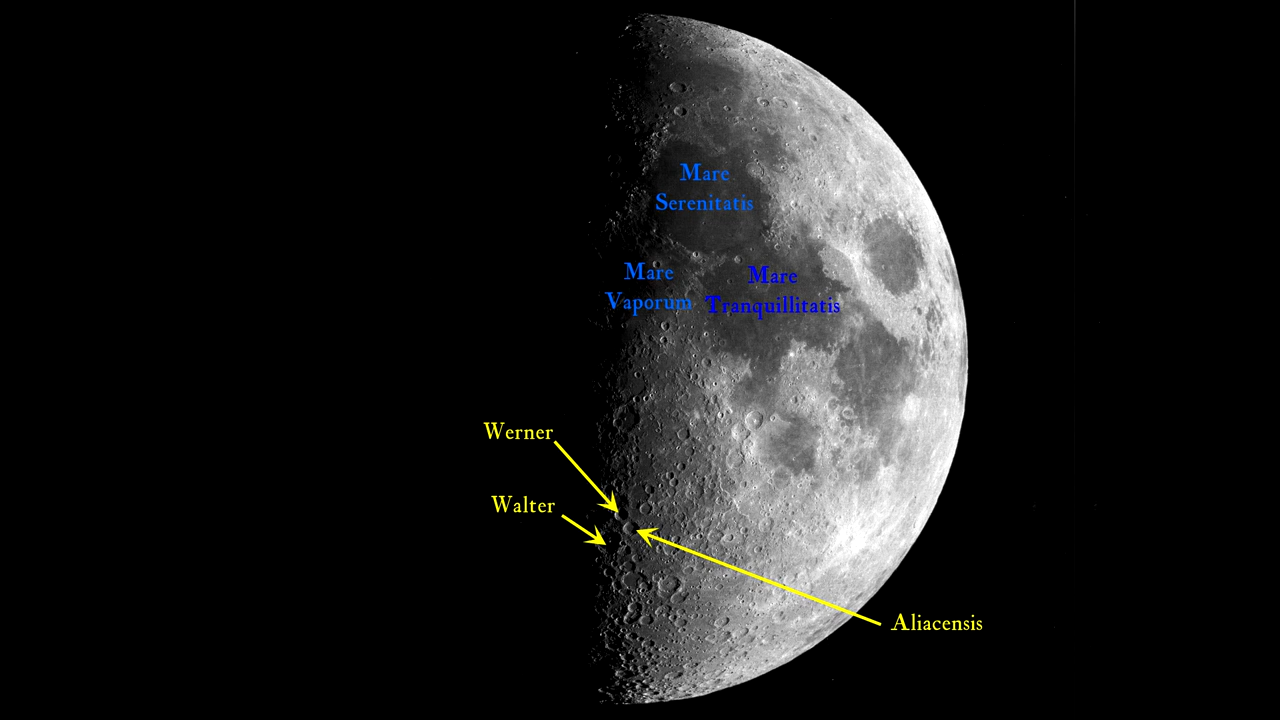 Mare
Serenitatis
Mare
Vaporum
Mare
Tranquillitatis
Werner
Walter
Aliacensis